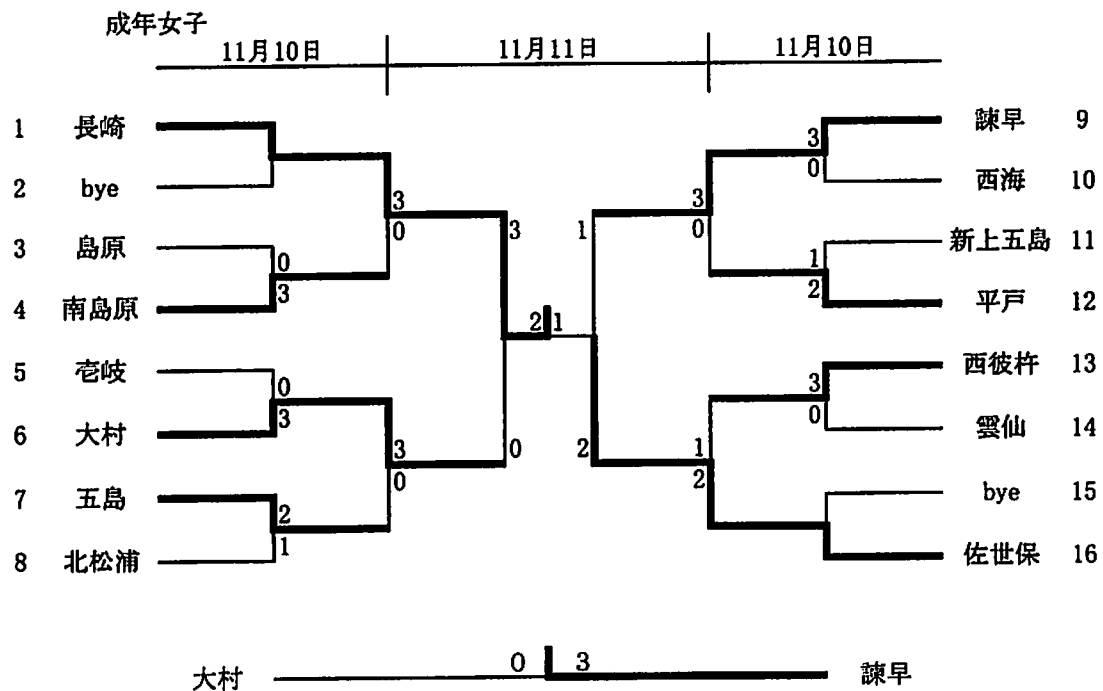 成年女子
11月10日 11月11日 11月10日
1 長崎
2 bye
3 島原
4 南島原
5 壱岐
6 大村
7 五島
8 北松浦
0
3
0
3
2
1
3
0
3
0
3
0
2 1
1
2
3
0
1
2
3
0
1
2
3
0
諫早 9
西海 10
新上五島 11
平戸 12
西彼杵 13
雲仙 14
bye 15
佐世保 16
大村 0 3 諫早